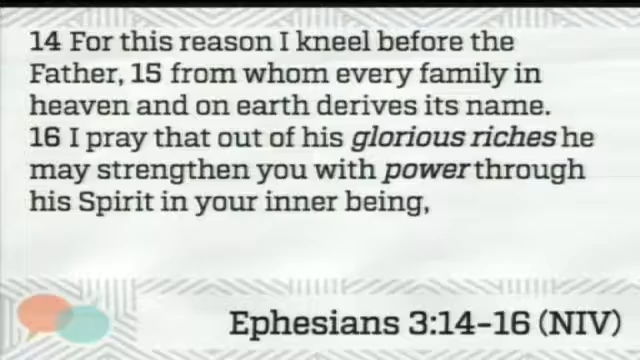 14 For this reason I kneel before the
Father, 15 from whom every family in
heaven and on earth derives its name.
16 I pray that out of his glorious riches he
may strengthen you with power through
his Spirit in your inner being,
Ephesians 3:14-16 (NIV)